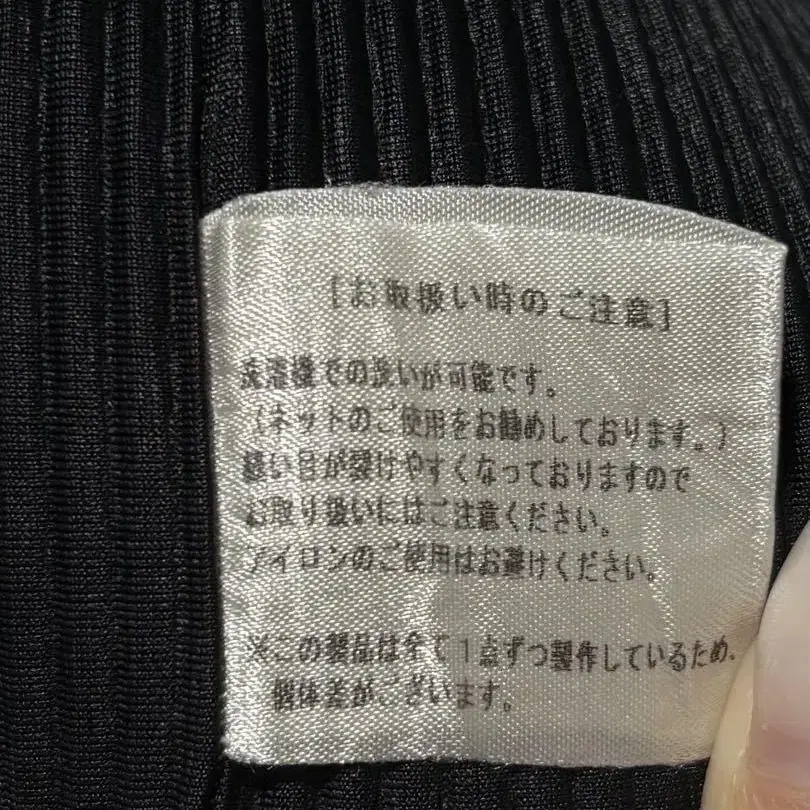 [お取扱い時のご注意]
洗濯機での洗いが可能です。
(ネットのご使用をお勧めしております。)
縫い目が裂けやすくなっておりますので
お取り扱いにはご注意ください。
アイロンのご使用はお避けください。
※この製品は全て1点ずつ製作しているため、
個体差がございます。